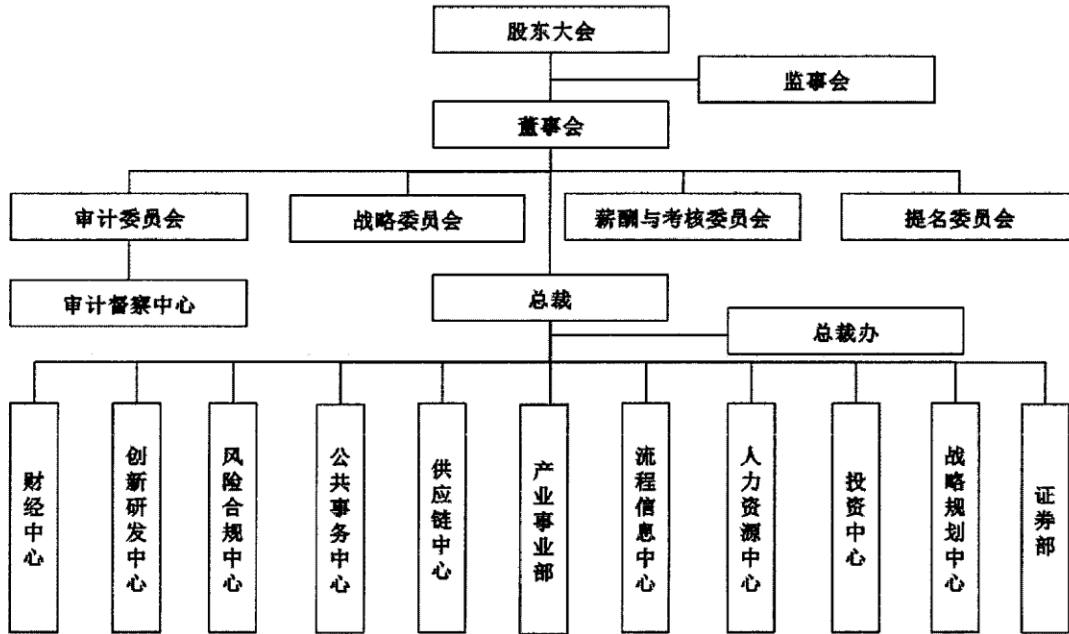 股东大会
监事会
董事会
审计委员会
战略委员会
薪酬与考核委员会
提名委员会
审计督察中心
总裁
总裁办
财经中心
创新研发中心
风险合规中心
公共事务中心
供应链中心
产业事业部
流程信息中心
人力资源中心
投资中心
战略规划中心
证券部